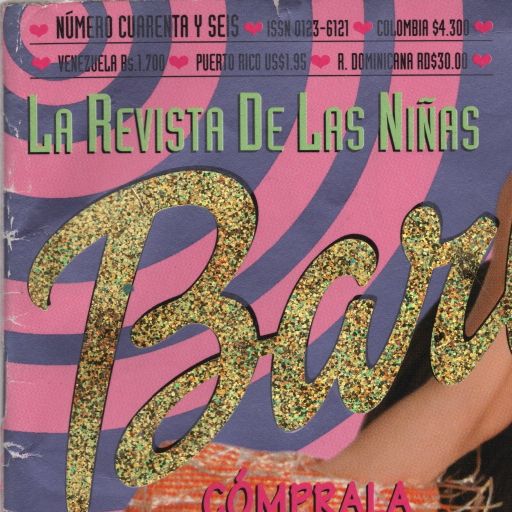 NÚMERO CUARENTA Y SEIS ❤ ISSN 0123-6121 ❤ COLOMBIA $4.300
VENEZUELA Bs.1.700 ❤ PUERTO RICO US$1.95 ❤ R. DOMINICANA RD$30.00
LA REVISTA DE LAS NIÑAS
Bar
CÓMPRALA